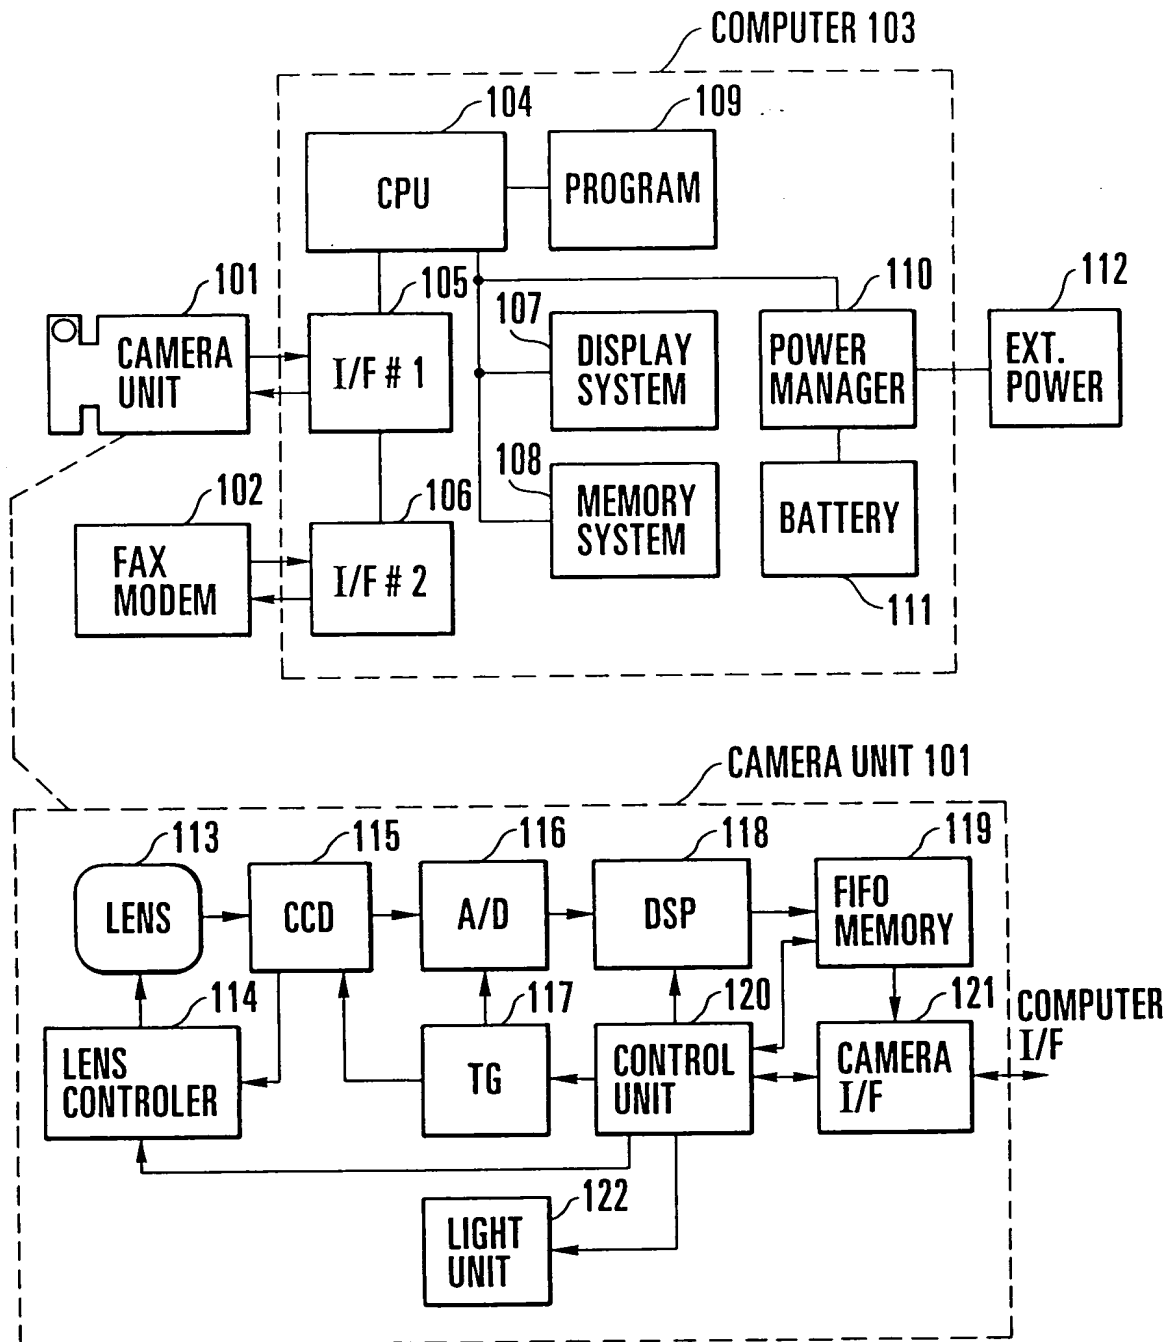 COMPUTER 103
104
109
CPU
PROGRAM
101
105
110
112
107
CAMERA
UNIT
I/F # 1
DISPLAY
SYSTEM
POWER
MANAGER
EXT.
POWER
102
106
108
FAX
MODEM
I/F # 2
MEMORY
SYSTEM
BATTERY
111
CAMERA UNIT 101
113
115
116
118
119
LENS
CCD
A/D
DSP
FIFO
MEMORY
114
117
120
121
COMPUTER
I/F
LENS
CONTROLER
TG
CONTROL
UNIT
CAMERA
I/F
122
LIGHT
UNIT